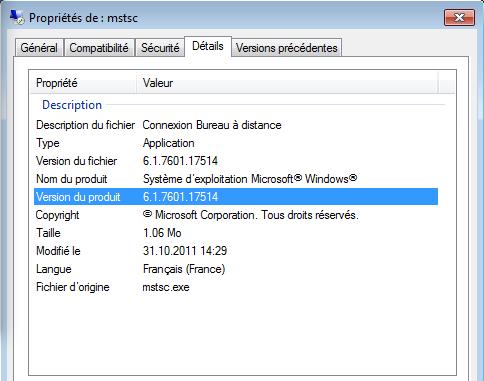 Propriétés de : mstsc
Général Compatibilité Sécurité Détails Versions précédentes
Propriété Valeur
Description
Description du fichier Connexion Bureau à distance
Type Application
Version du fichier 6.1.7601.17514
Nom du produit Système d'exploitation Microsoft® Windows®
Version du produit 6.1.7601.17514
Copyright © Microsoft Corporation. Tous droits réservés.
Taille 1.06 Mo
Modifié le 31.10.2011 14:29
Langue Français (France)
Fichier d'origine mstsc.exe